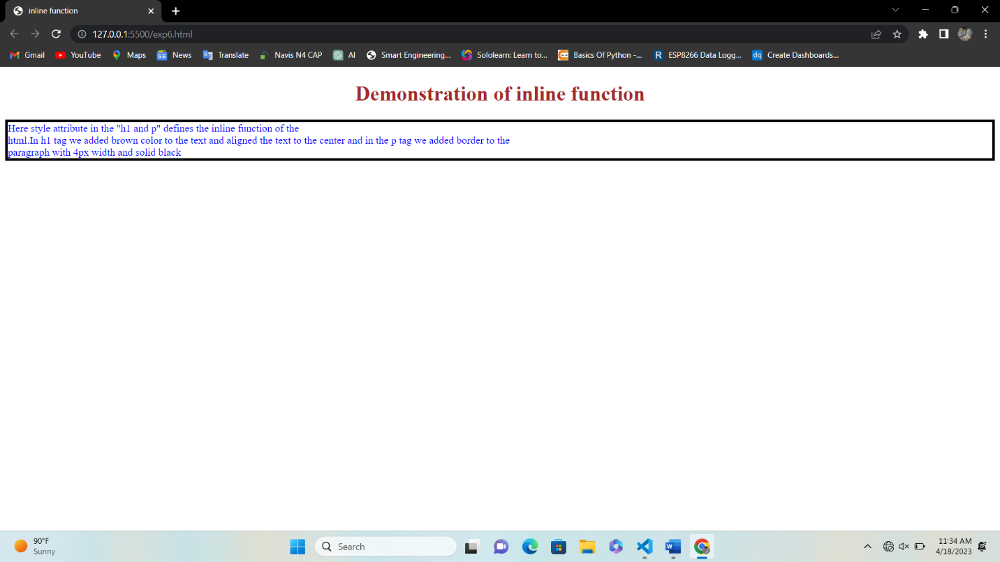 inline function
127.0.0.1:5500/exp6.html
Gmail YouTube Maps News Translate Navis N4 CAP AI Smart Engineering... Sololearn: Learn to... Basics Of Python -... ESP8266 Data Logg... Create Dashboards...
Demonstration of inline function
Here style attribute in the "h1 and p" defines the inline function of the
html.In h1 tag we added brown color to the text and aligned the text to the center and in the p tag we added border to the
paragraph with 4px width and solid black
90°F
Sunny
Search
11:34 AM
4/18/2023